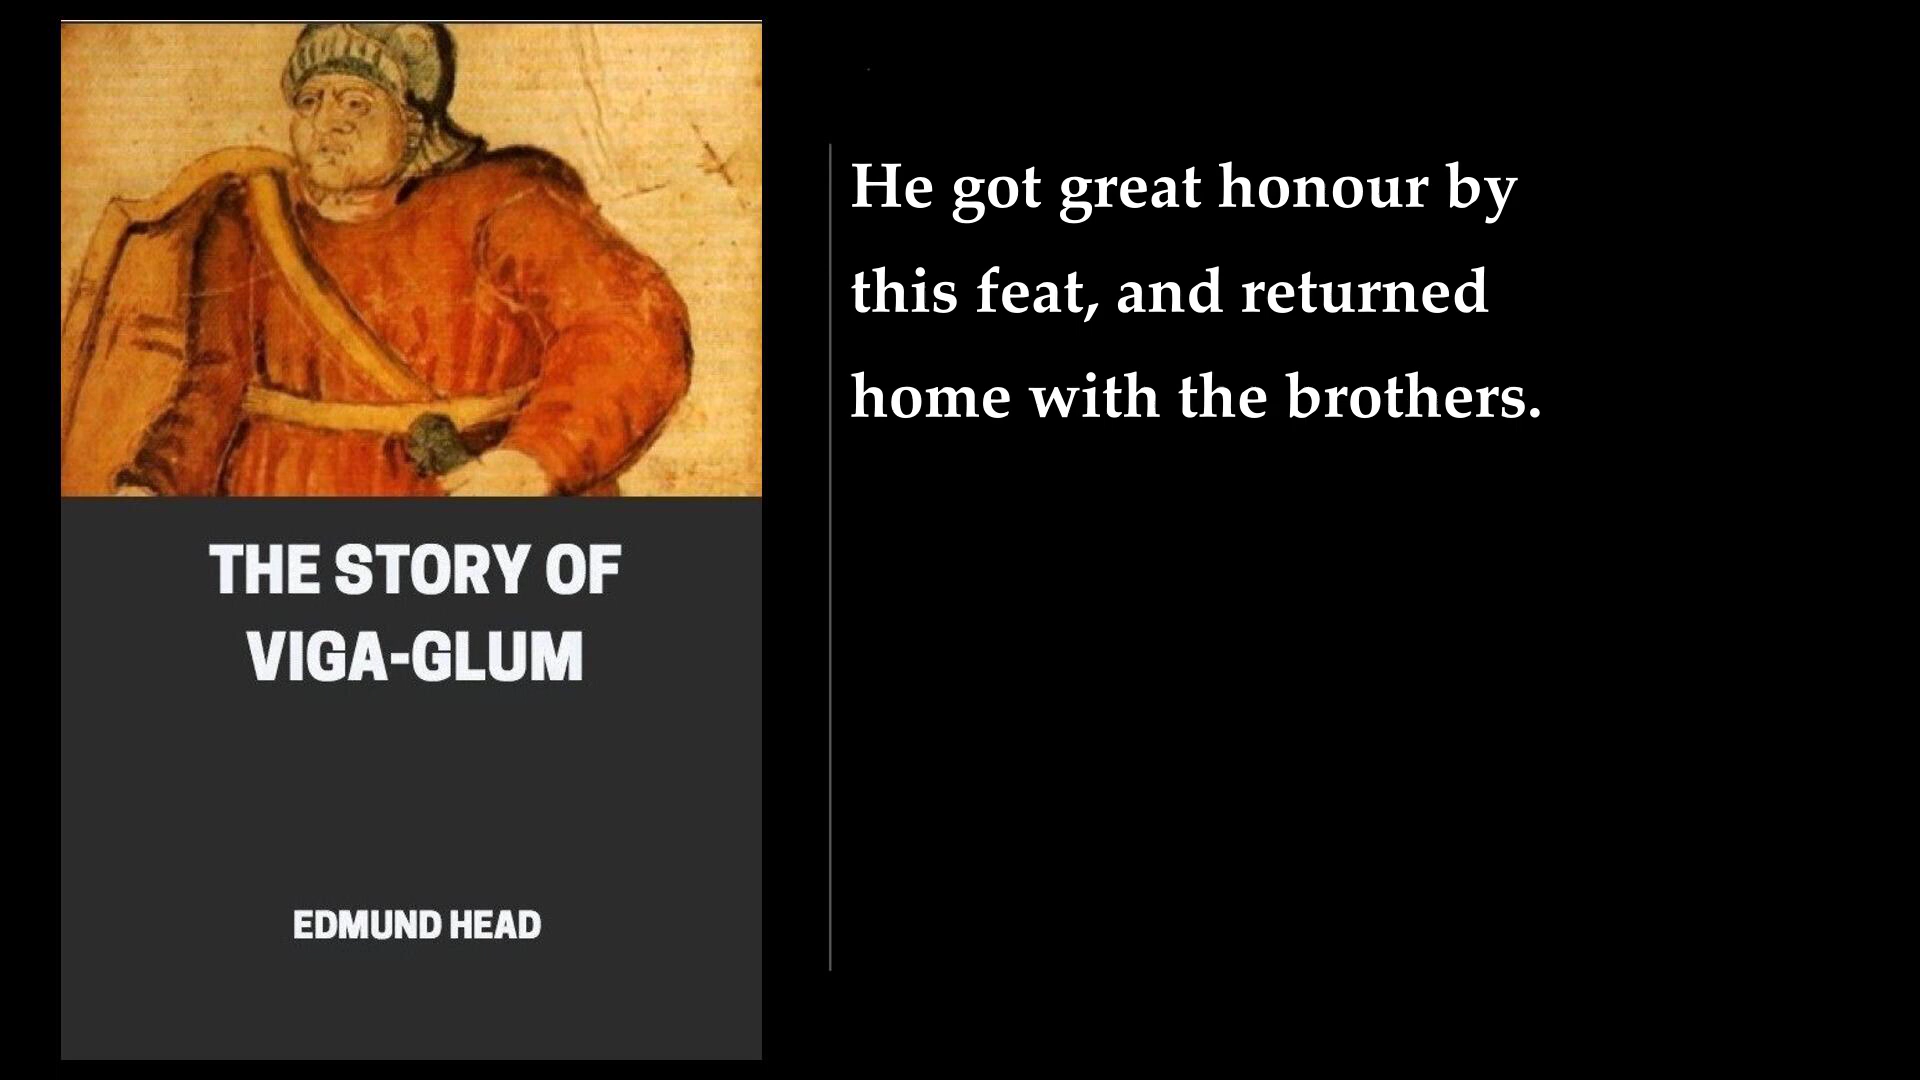 THE STORY OF
VIGA-GLUM
EDMUND HEAD
He got great honour by
this feat, and returned
home with the brothers.